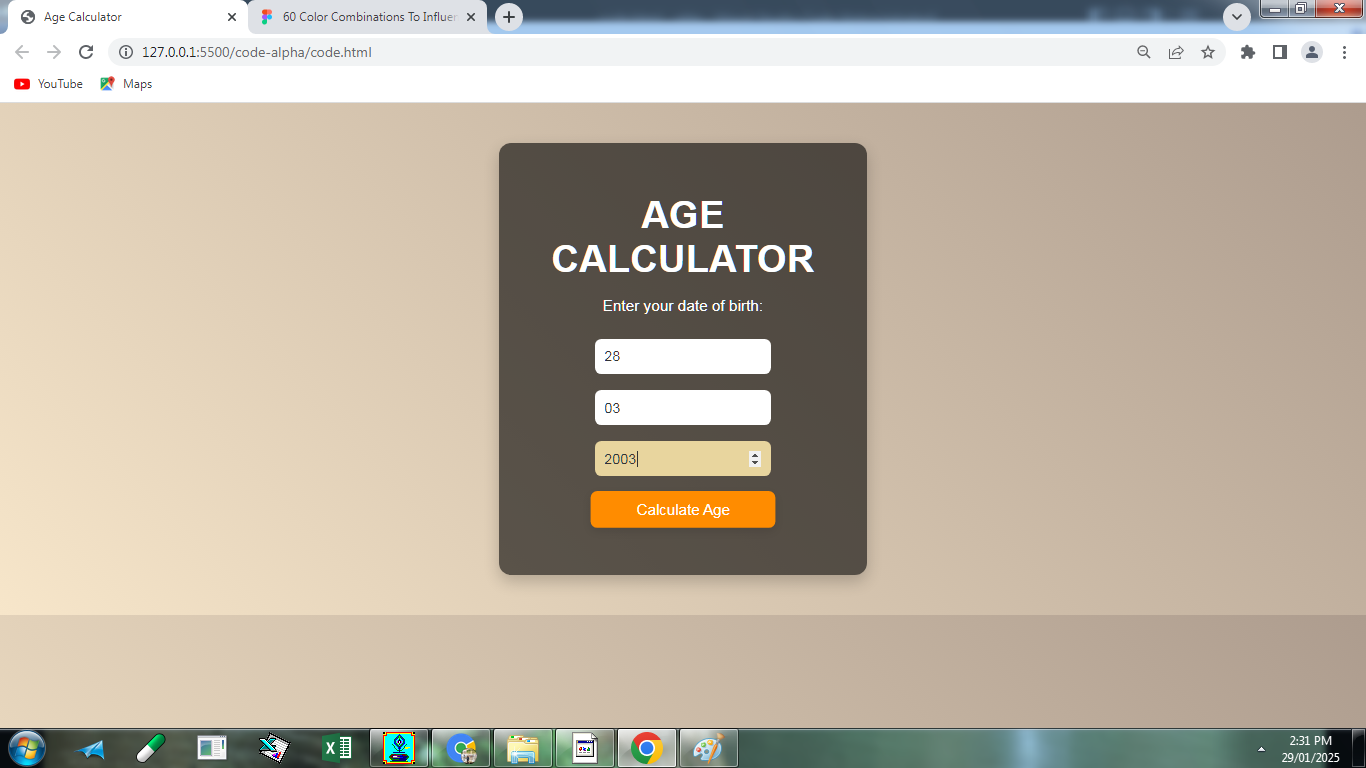 Age Calculator
60 Color Combinations To Influen
127.0.0.1:5500/code-alpha/code.html
YouTube
Maps
AGE
CALCULATOR
Enter your date of birth:
28
03
2003
Calculate Age
2:31 PM
29/01/2025